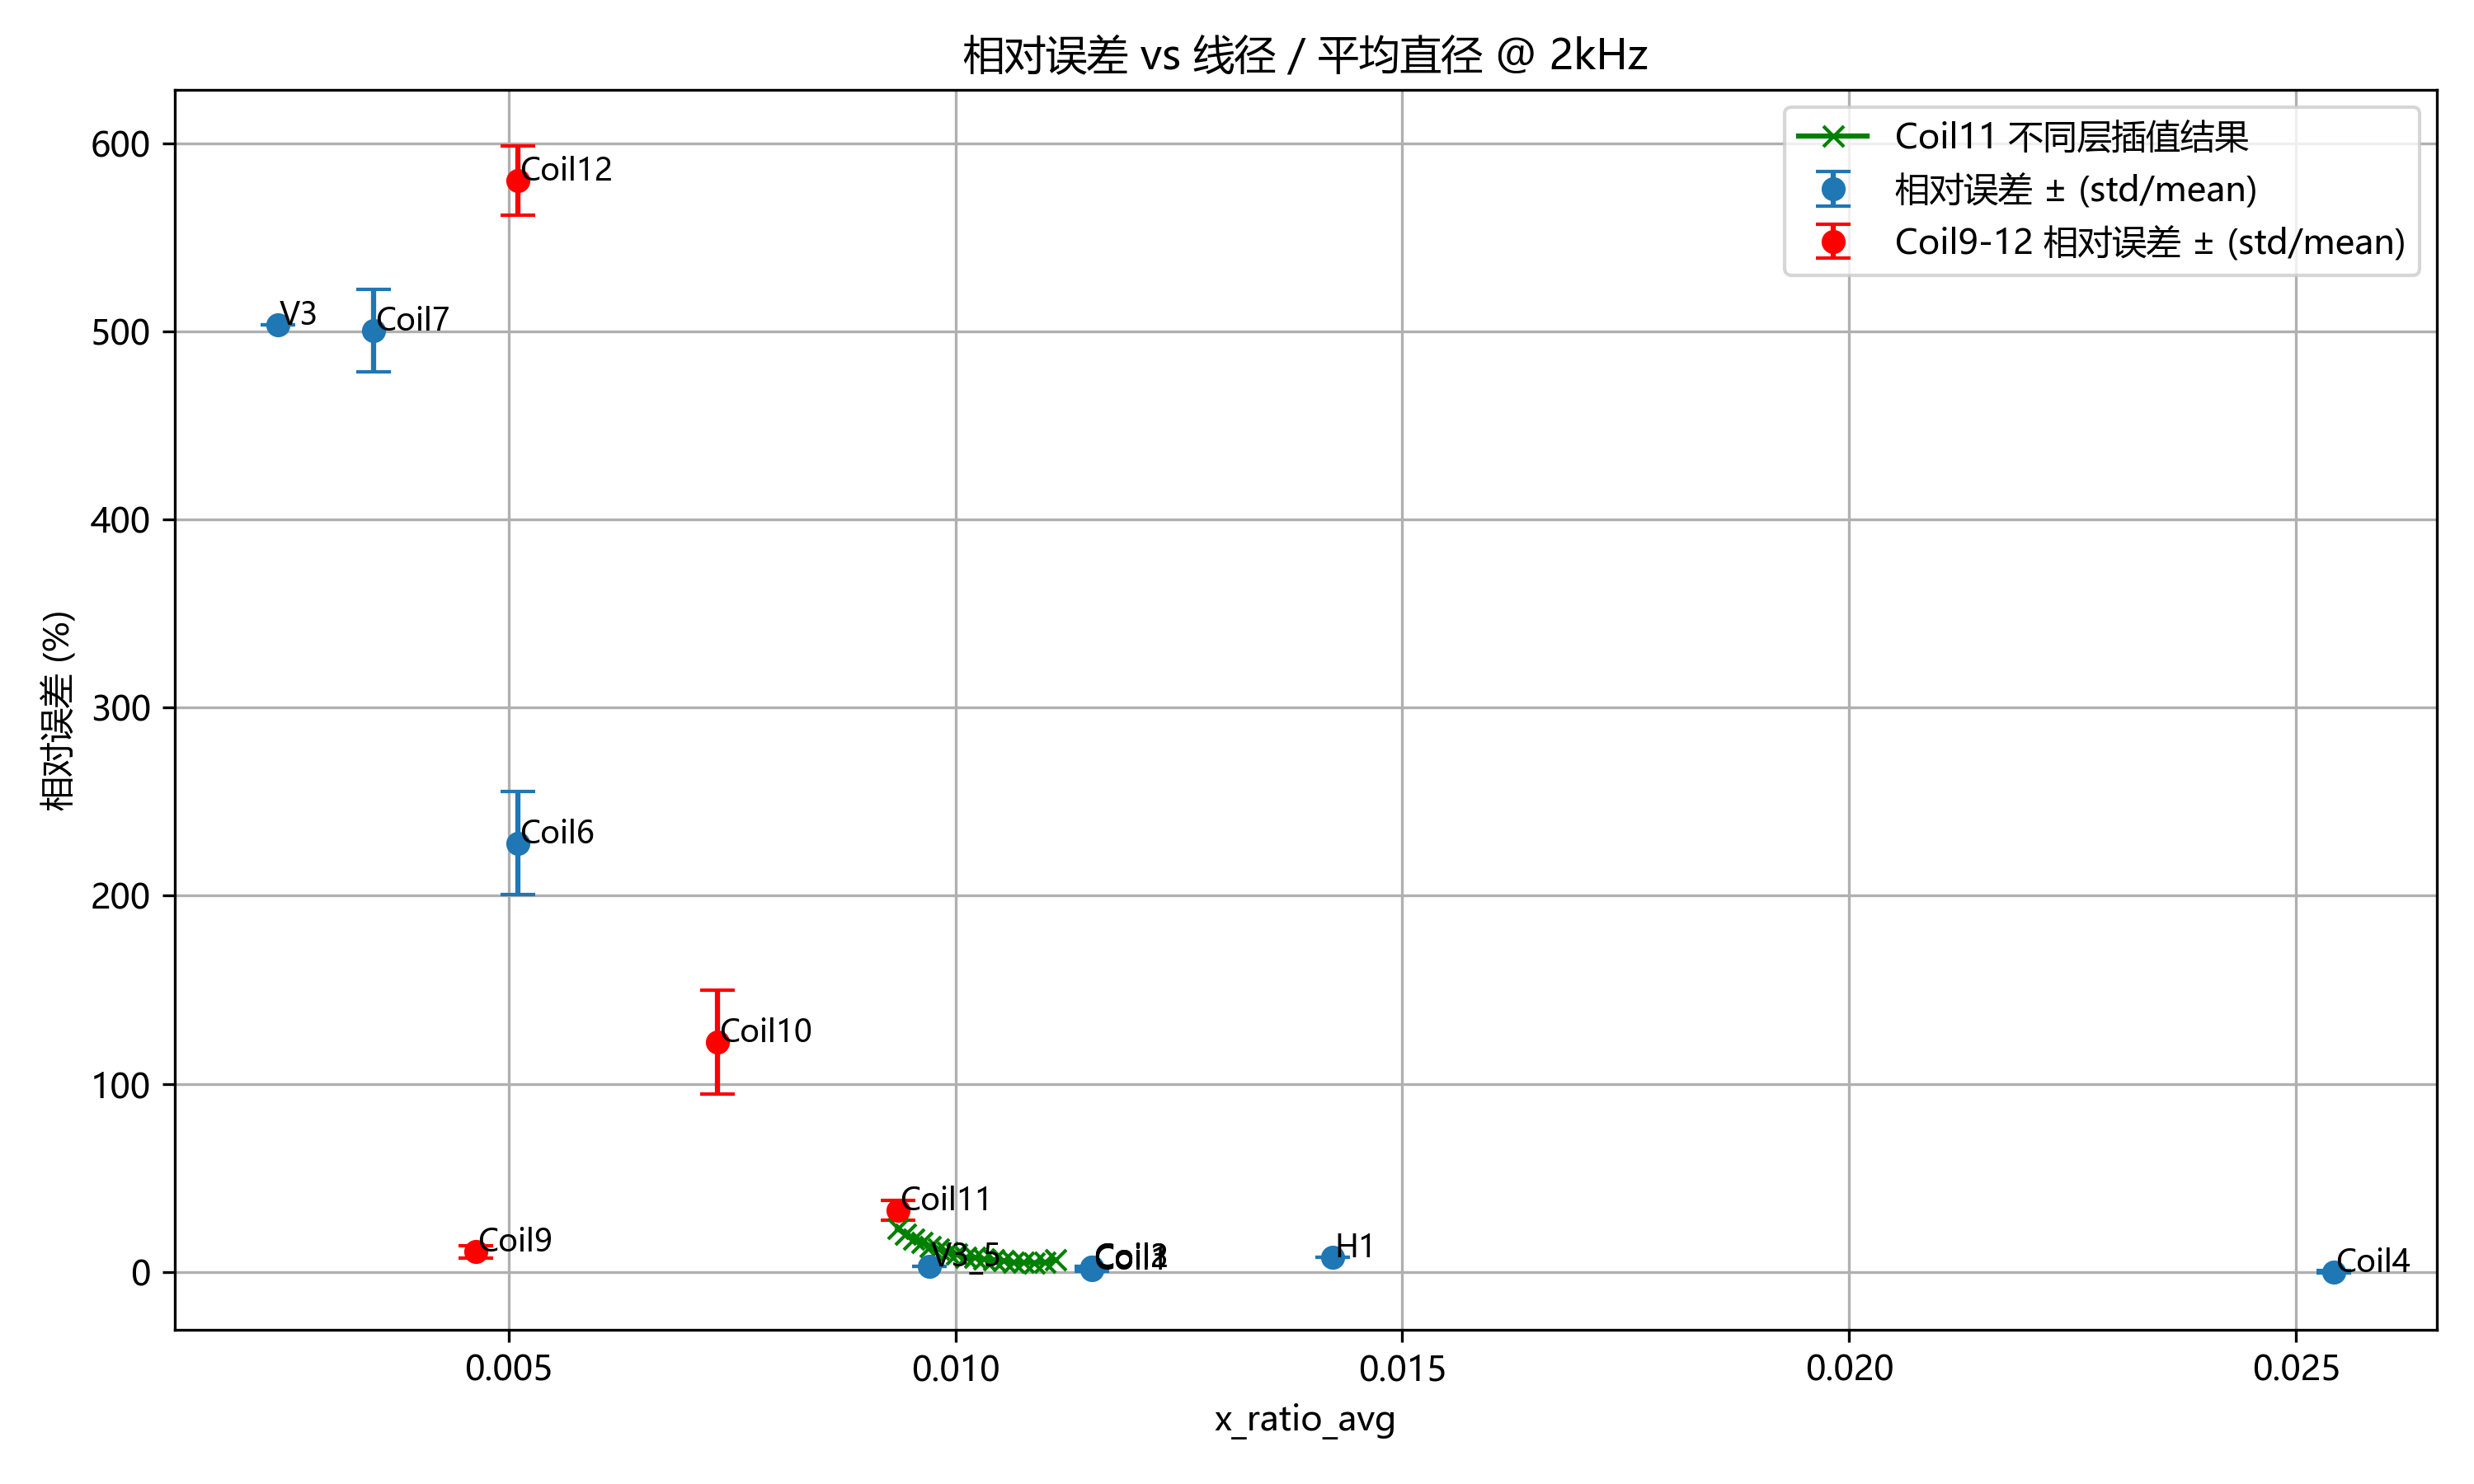 相对误差 vs 线径 / 平均直径 @ 2kHz
Coil11 不同层插值结果
相对误差 ± (std/mean)
Coil9-12 相对误差 ± (std/mean)
相对误差 (%)
600
500
400
300
200
100
0
Coil12
V3
Coil7
Coil6
Coil10
Coil11
Coil9
V3_5
H1
Coil4
0.005
0.010
0.015
0.020
0.025
x_ratio_avg